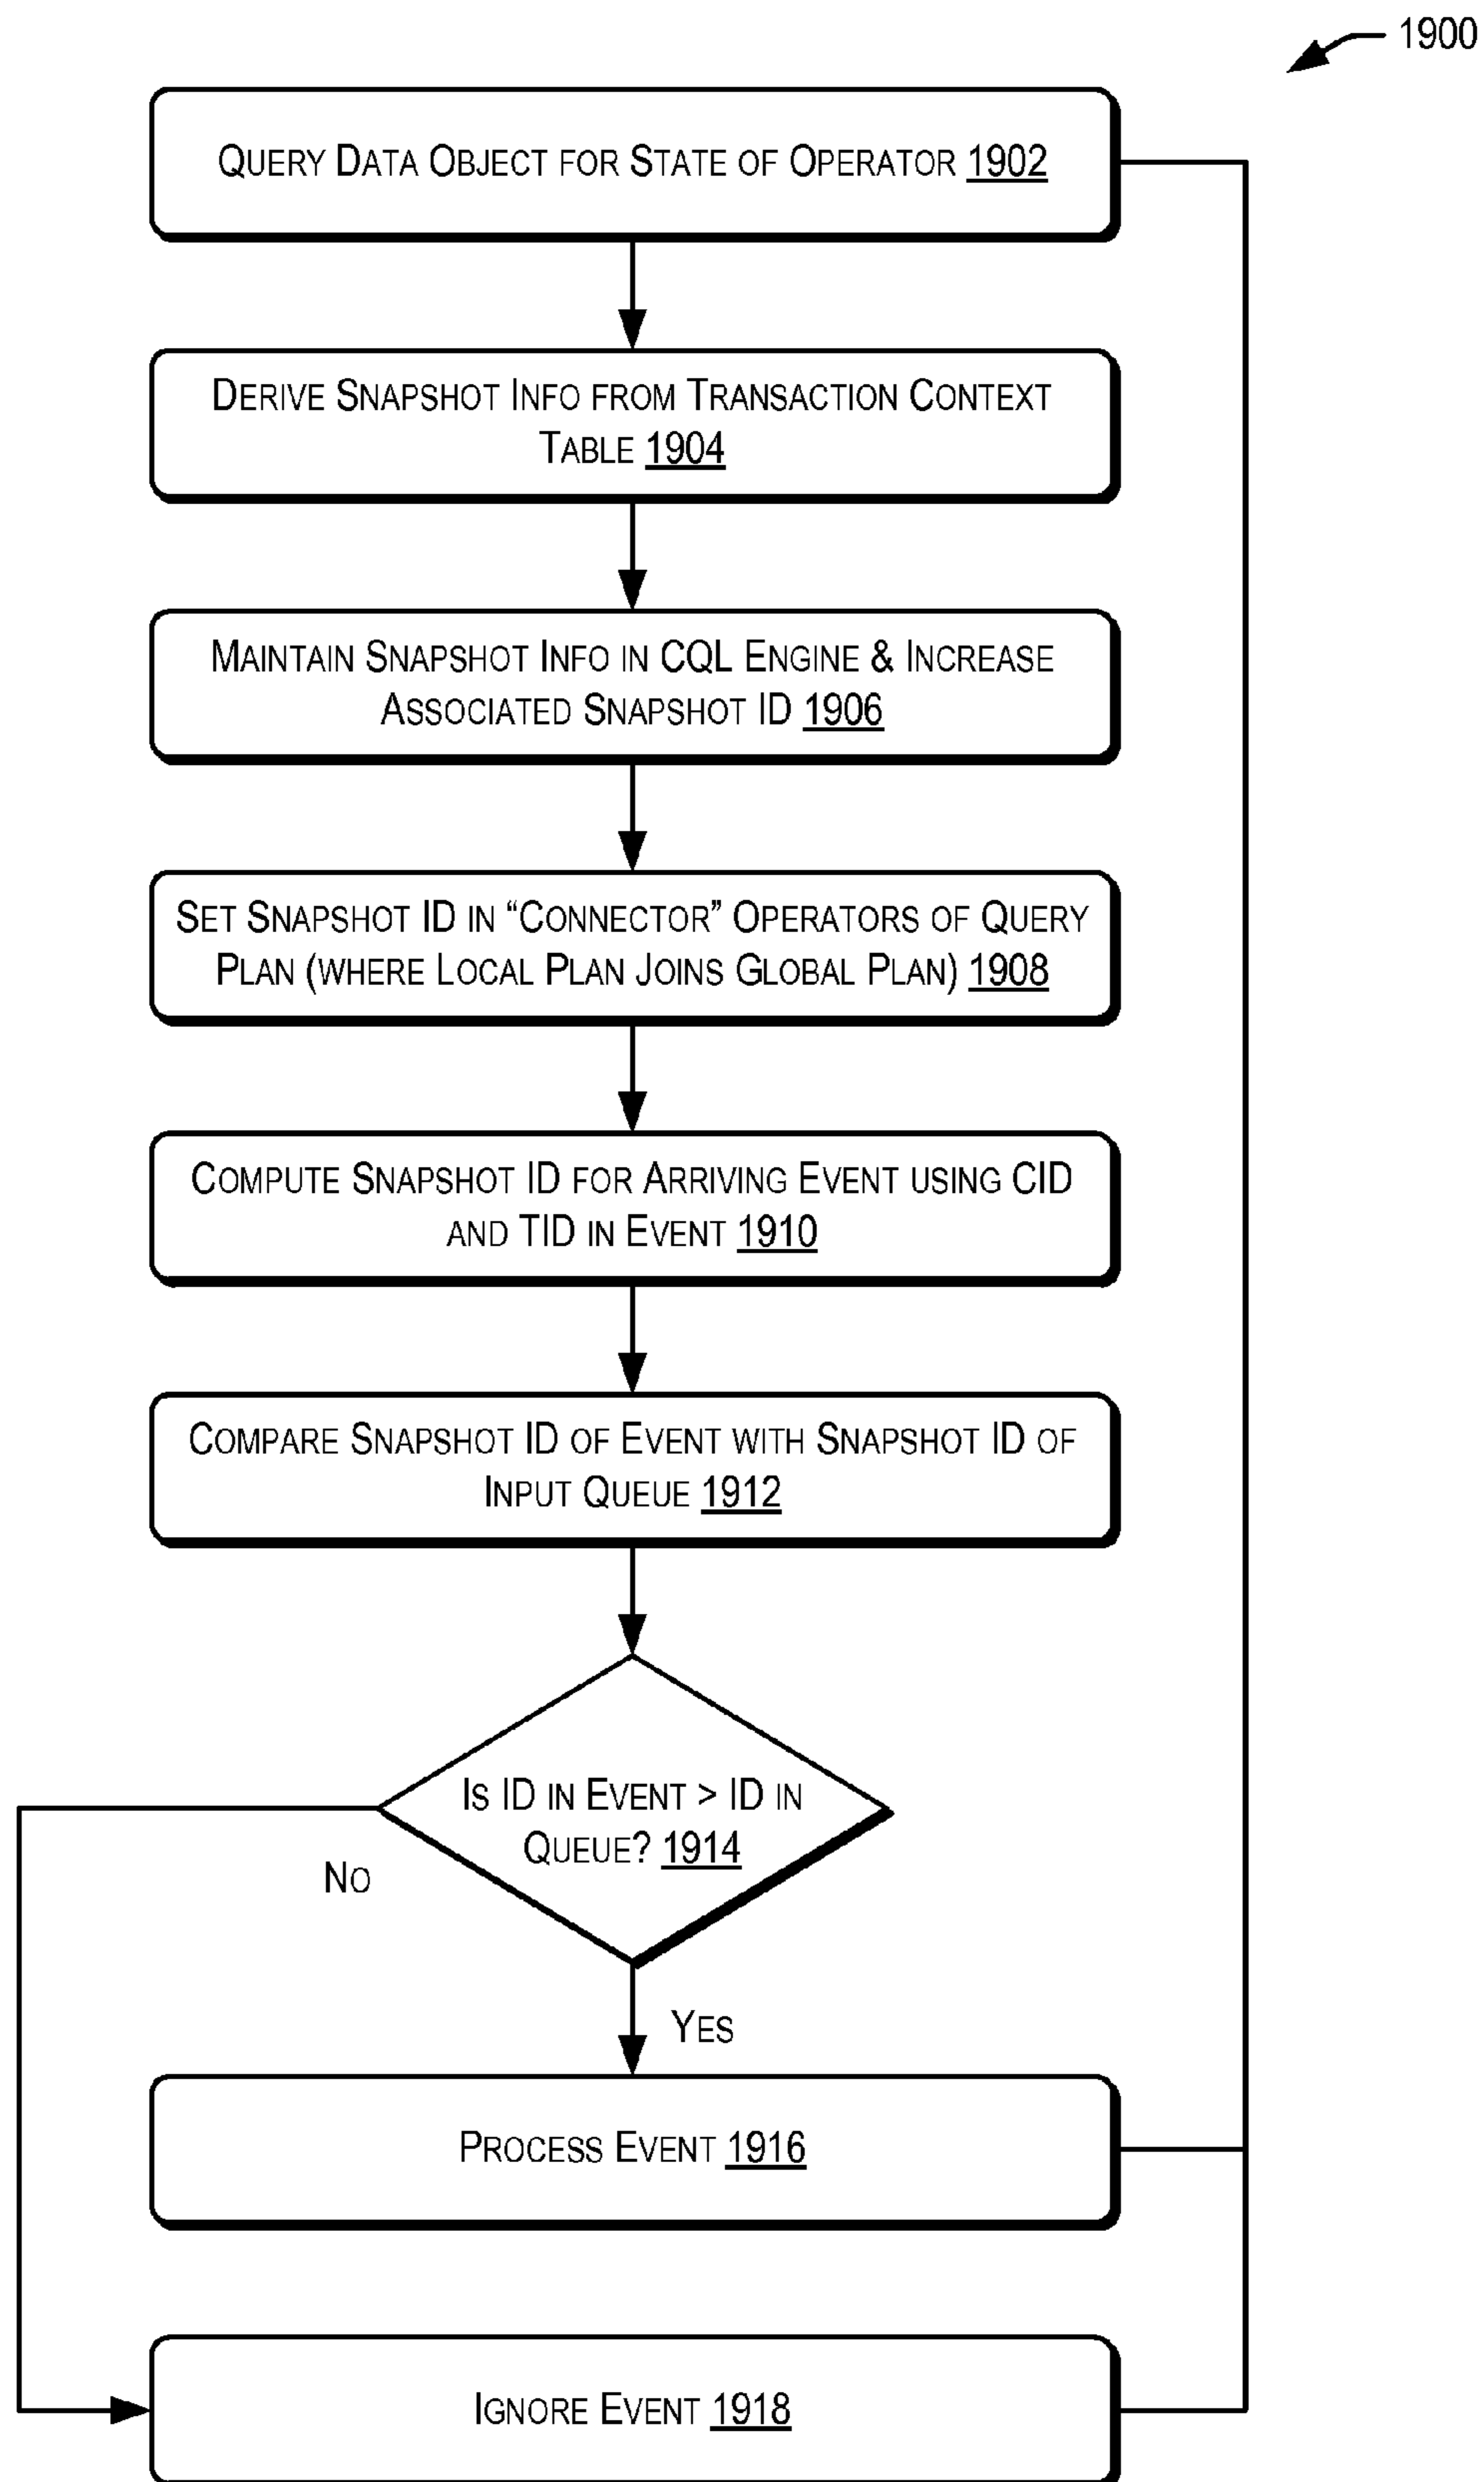 1900
Query Data Object for State of Operator 1902
Derive Snapshot Info from Transaction Context
Table 1904
Maintain Snapshot Info in CQL Engine & Increase
Associated Snapshot ID 1906
Set Snapshot ID in “Connector” Operators of Query
Plan (where Local Plan Joins Global Plan) 1908
Compute Snapshot ID for Arriving Event using CID
and TID in Event 1910
Compare Snapshot ID of Event with Snapshot ID of
Input Queue 1912
Is ID in Event > ID in
Queue? 1914
No
Yes
Process Event 1916
Ignore Event 1918